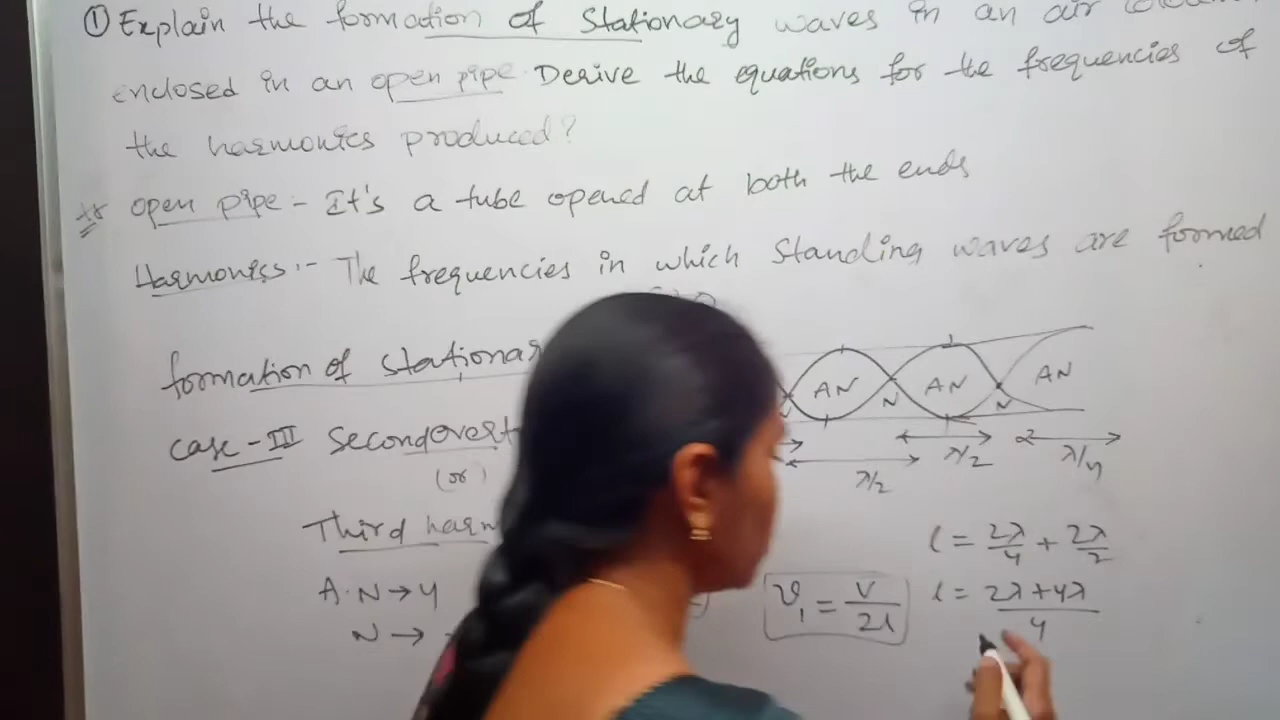 ① Explain the formation of Stationary waves in an air
enclosed in an open pipe. Derive the equations for the frequencies of
the harmonics produced?
open pipe :- It's a tube opened at both the ends
Harmonics :- The frequencies in which Standing waves are formed
formation of
AN AN AN
N N
case - III
λ/2 λ/2 λ/4
(or)
Third
l = 2λ/4 + 2λ/2
A.N → 4
ν₁ = v/2l
l = 2λ+4λ/4
N →